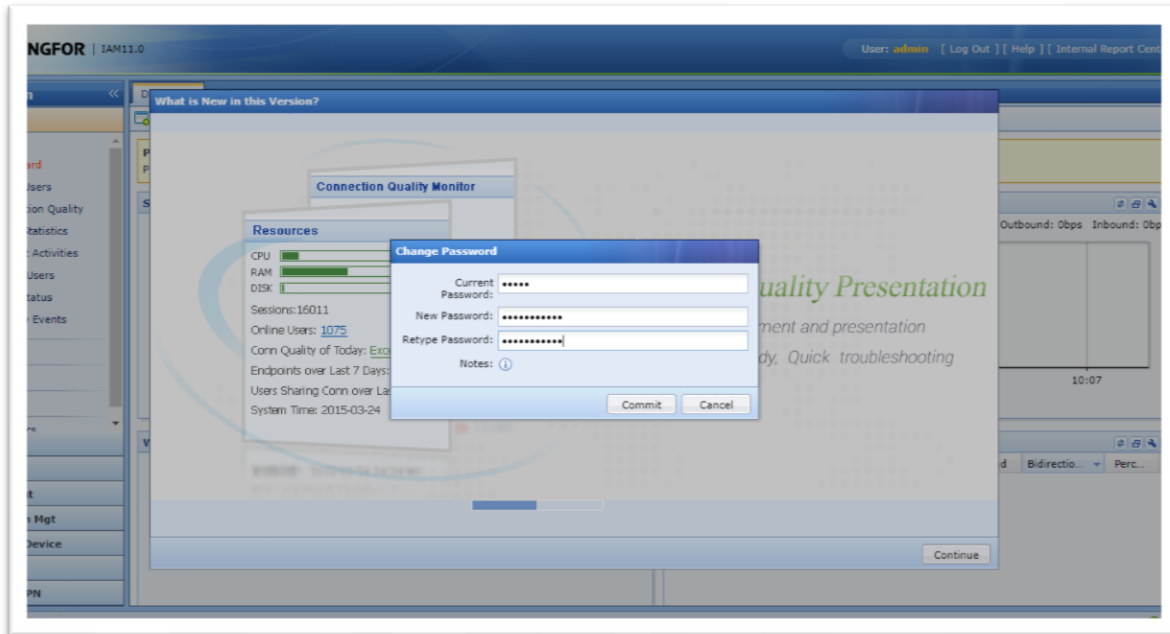 NGFOR | IAM11.0
User: admin [ Log Out ] [ Help ] [ Internal Report Cent
What is New in this Version?
ard
Users
ion Quality
Statistics
Activities
Users
tatus
Events
Connection Quality Monitor
Outbound: 0bps Inbound: 0bp
Resources
CPU
RAM
DISK
Sessions:16011
Online Users: 1075
Conn Quality of Today: Exce
Endpoints over Last 7 Days:
Users Sharing Conn over La
System Time: 2015-03-24
Change Password
Current Password: •••••
New Password: •••••••••••
Retype Password: •••••••••••
Notes:
Commit Cancel
uality Presentation
ment and presentation
dy, Quick troubleshooting
10:07
d Bidirectio... Perc...
t
n Mgt
Device
PN
Continue